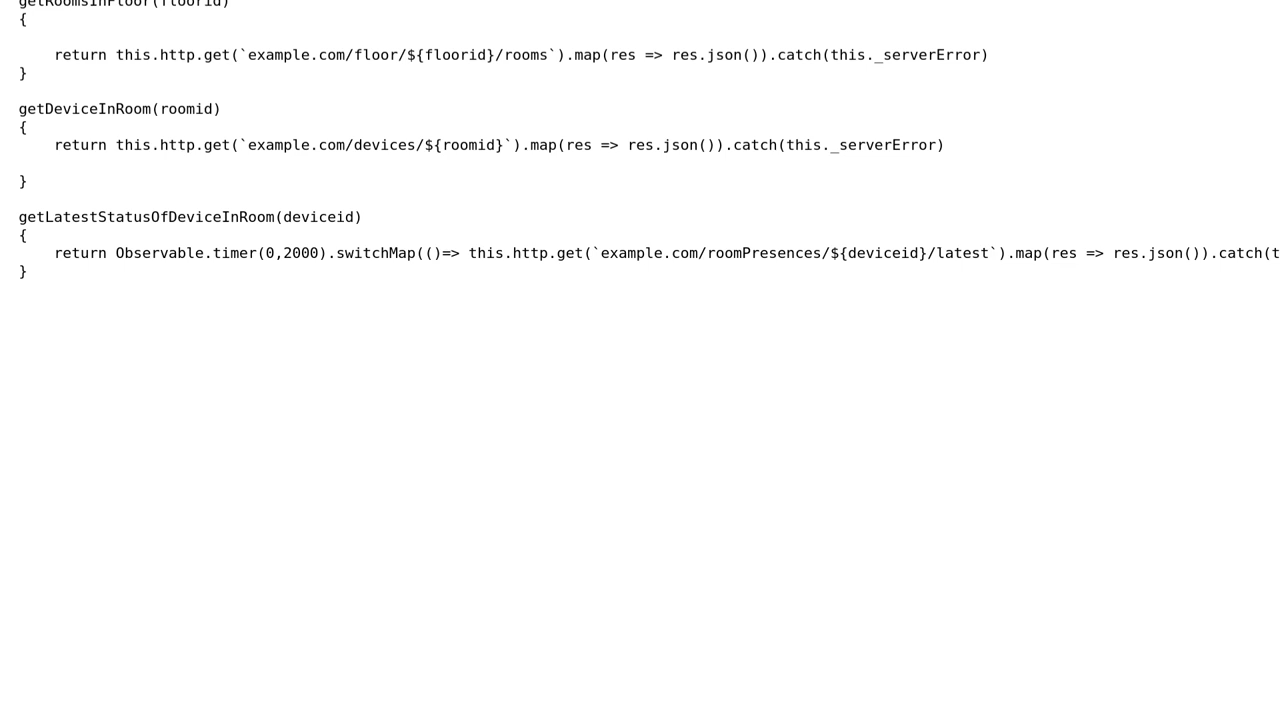 getRoomsInFloor(floorid)
{
return this.http.get(`example.com/floor/${floorid}/rooms`).map(res => res.json()).catch(this._serverError)
}
getDeviceInRoom(roomid)
{
return this.http.get(`example.com/devices/${roomid}`).map(res => res.json()).catch(this._serverError)
}
getLatestStatusOfDeviceInRoom(deviceid)
{
return Observable.timer(0,2000).switchMap(()=> this.http.get(`example.com/roomPresences/${deviceid}/latest`).map(res => res.json()).catch(t
}